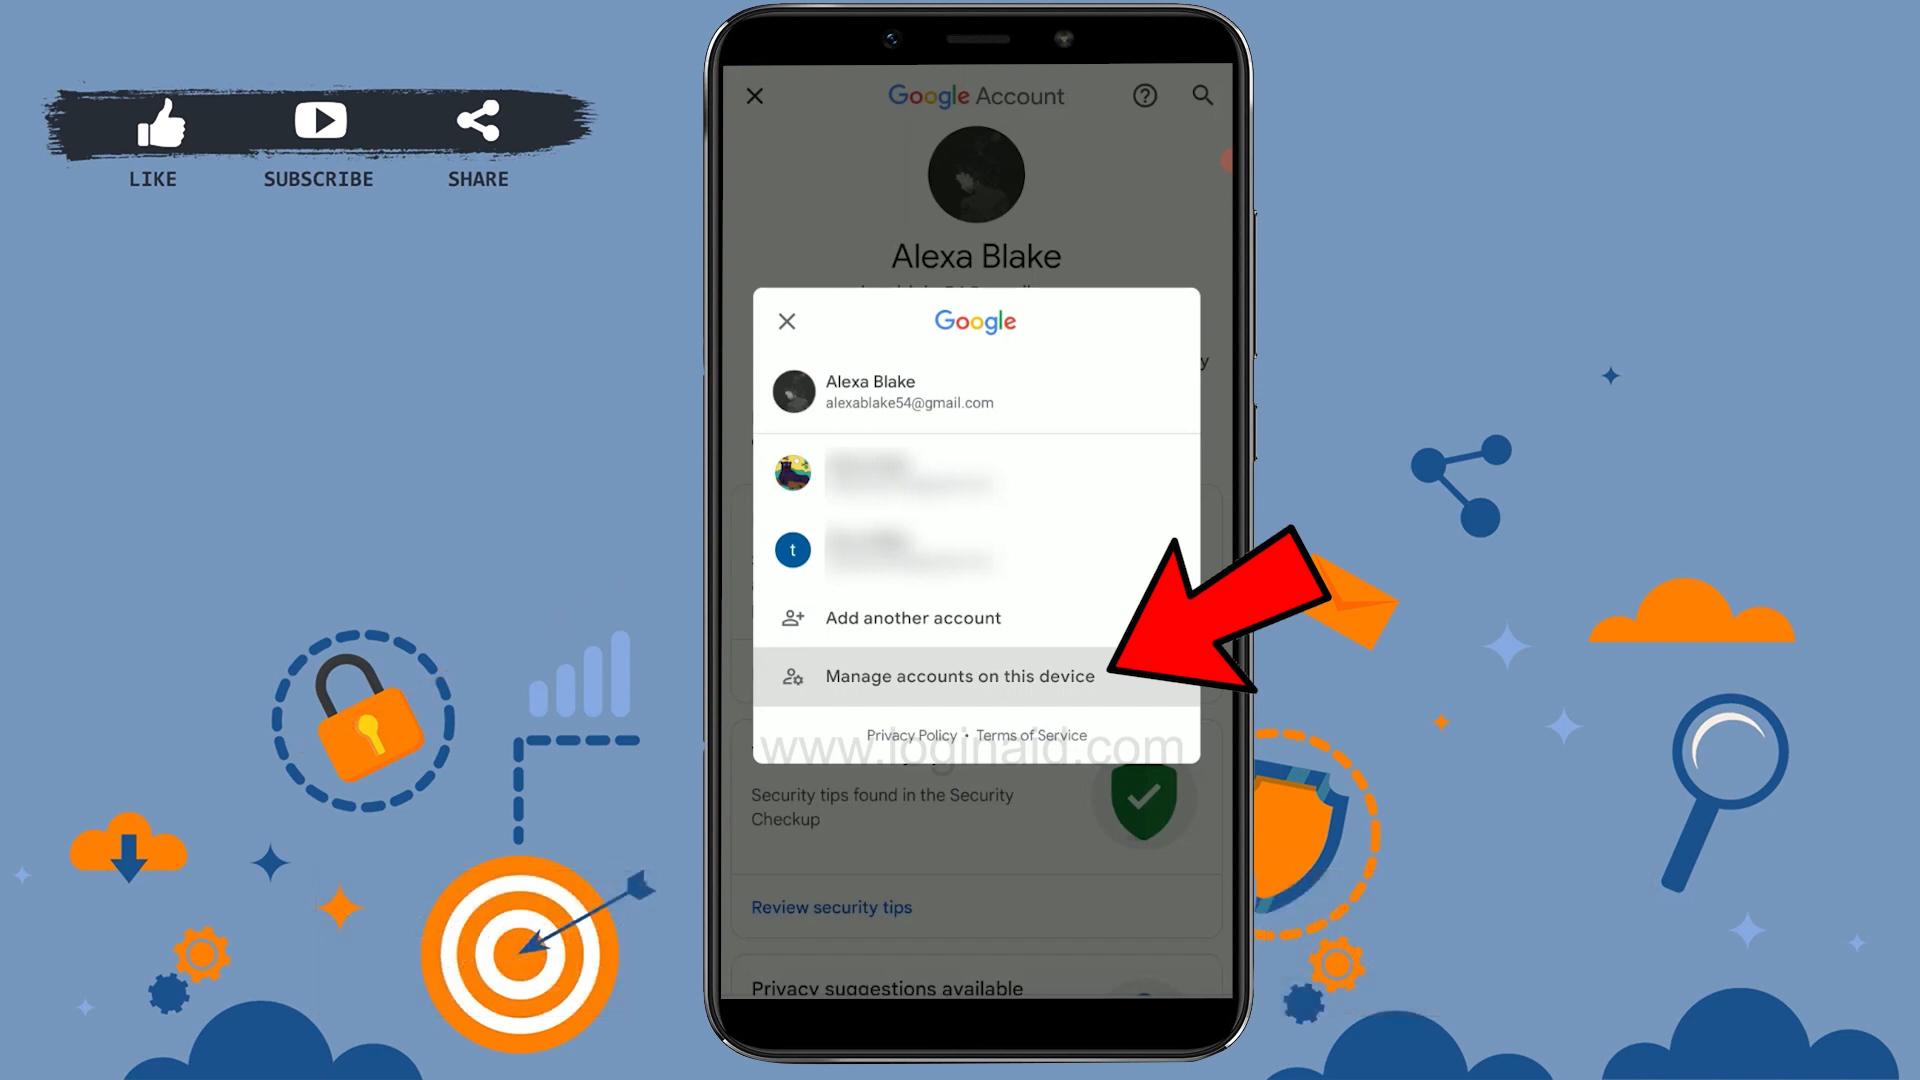 LIKE
SUBSCRIBE
SHARE
Google Account
Alexa Blake
Google
y
Alexa Blake
alexablake54@gmail.com
t
Add another account
Manage accounts on this device
Privacy Policy • Terms of Service
www.loginaid.com
Security tips found in the Security
Checkup
Review security tips
Privacy suggestions available